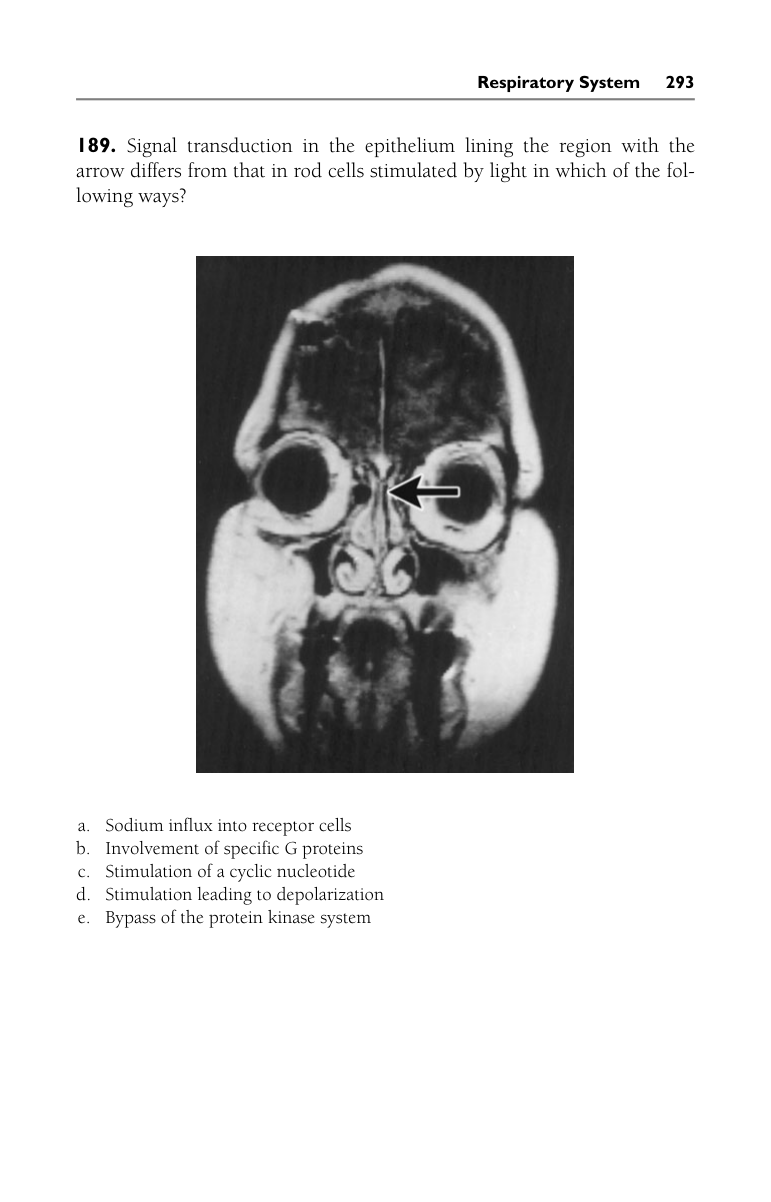 Respiratory System 293
189. Signal transduction in the epithelium lining the region with the
arrow differs from that in rod cells stimulated by light in which of the fol-
lowing ways?
a. Sodium influx into receptor cells
b. Involvement of specific G proteins
c. Stimulation of a cyclic nucleotide
d. Stimulation leading to depolarization
e. Bypass of the protein kinase system